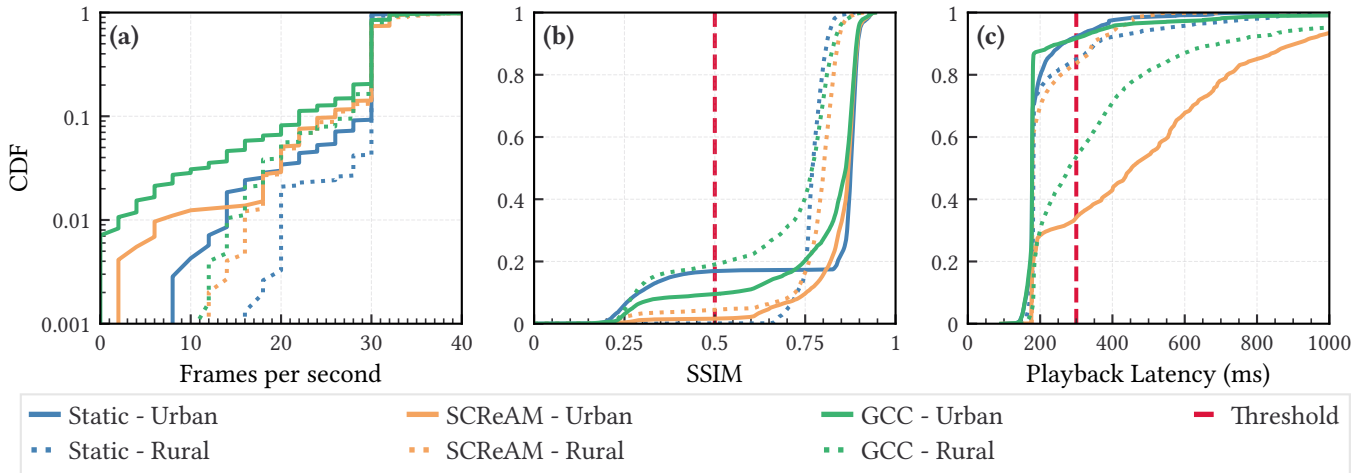 CDF
(a)
1
0.1
0.01
0.001
0 10 20 30 40
Frames per second
(b)
1
0.8
0.6
0.4
0.2
0
0 0.25 0.5 0.75 1
SSIM
(c)
1
0.8
0.6
0.4
0.2
0
200 400 600 800 1000
Playback Latency (ms)
Static - Urban SCReAM - Urban GCC - Urban Threshold
Static - Rural SCReAM - Rural GCC - Rural